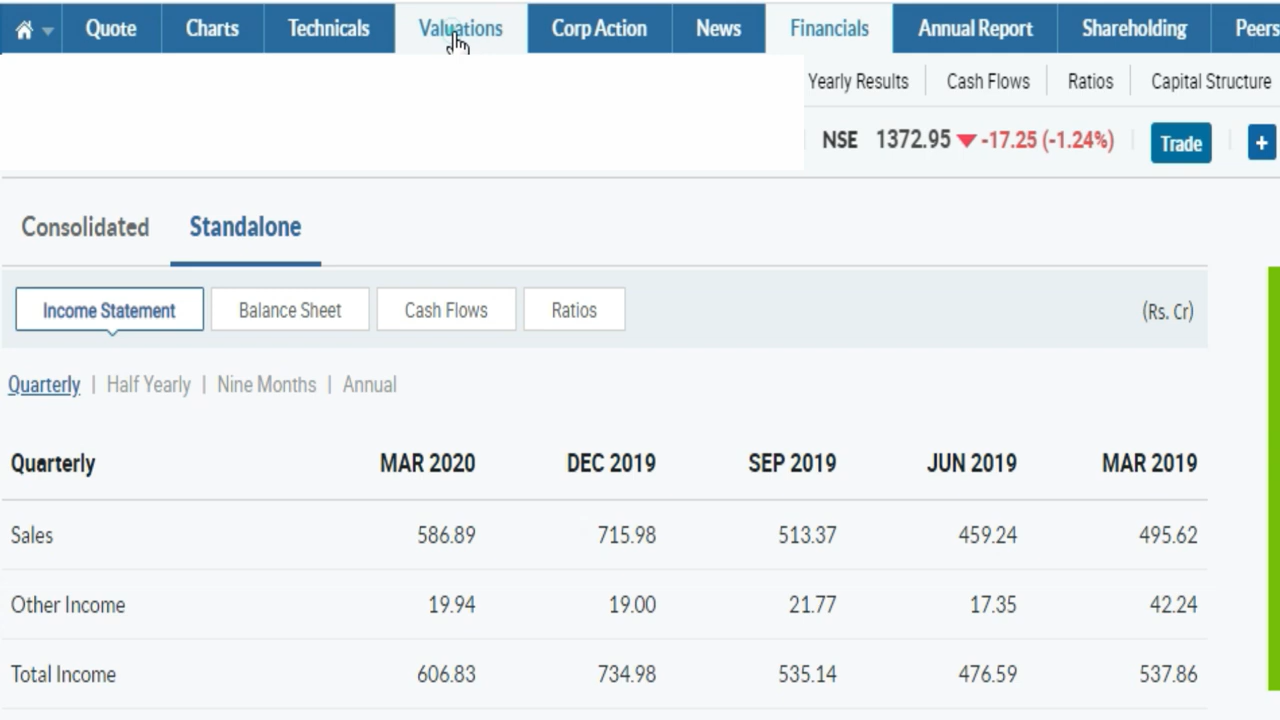 Quote Charts Technicals Valuations Corp Action News Financials Annual Report Shareholding Peers
Yearly Results Cash Flows Ratios Capital Structure
NSE 1372.95 -17.25 (-1.24%) Trade +
Consolidated Standalone
Income Statement Balance Sheet Cash Flows Ratios (Rs. Cr)
Quarterly | Half Yearly | Nine Months | Annual
Quarterly MAR 2020 DEC 2019 SEP 2019 JUN 2019 MAR 2019
Sales 586.89 715.98 513.37 459.24 495.62
Other Income 19.94 19.00 21.77 17.35 42.24
Total Income 606.83 734.98 535.14 476.59 537.86